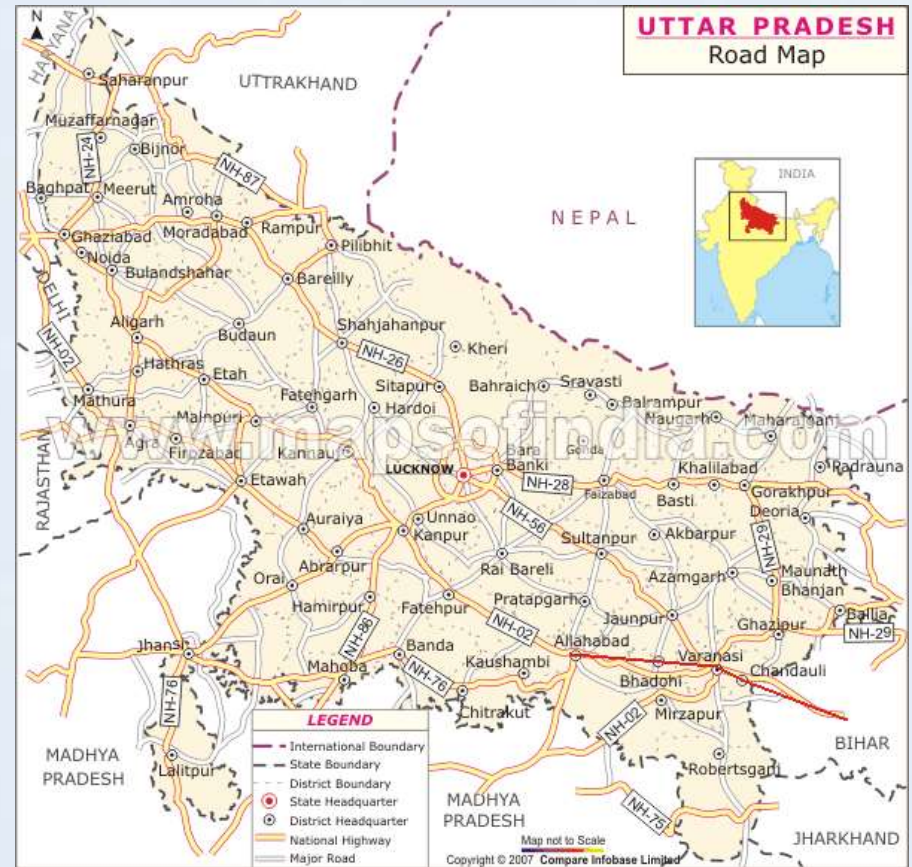 UTTAR PRADESH
Road Map
N
HARYANA
Saharanpur
UTTRAKHAND
Muzaffarnagar
NH-24
Bijnor
NH-87
INDIA
Baghpat
Meerut
Amroha
NEPAL
Ghaziabad
Moradabad
Rampur
Pilibhit
Noida
Bulandshahar
Bareilly
DELHI
NH-02
Aligarh
Budaun
Shahjahanpur
Kheri
NH-26
Hathras
Etah
Sitapur
Bahraich
Sravasti
Mathura
Fatehgarh
Hardoi
Balrampur
Naugarh
Maharajganj
Mainpuri
www.mapsofindia.com
Agra
Firozabad
Kannauj
Gonda
RAJASTHAN
LUCKNOW
Bara
Banki
Khalilabad
Padrauna
Etawah
NH-28
Faizabad
Basti
Gorakhpur
Deoria
Auraiya
Unnao
Kanpur
NH-56
Sultanpur
Akbarpur
NH-29
Abrarpur
Rai Bareli
Azamgarh
Maunath
Bhanjan
Orai
Hamirpur
Fatehpur
Pratapgarh
Jaunpur
Ghazipur
Ballia
NH-29
Jhansi
NH-86
NH-02
Allahabad
Banda
Kaushambi
Varanasi
Mahoba
NH-76
Bhadohi
Chandauli
NH-76
Chitrakut
Mirzapur
NH-02
BIHAR
MADHYA
PRADESH
Lalitpur
Robertsganj
MADHYA
PRADESH
NH-75
JHARKHAND
LEGEND
International Boundary
State Boundary
District Boundary
State Headquarter
District Headquarter
National Highway
Major Road
Map not to Scale
Copyright © 2007 Compare Infobase Limited